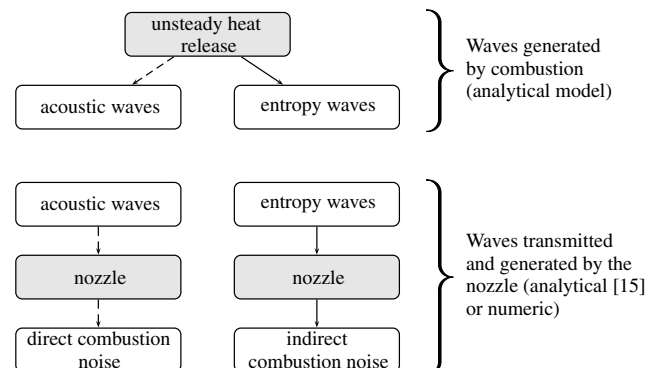 unsteady heat
release
acoustic waves
entropy waves
Waves generated
by combustion
(analytical model)
acoustic waves
entropy waves
nozzle
nozzle
direct combustion
noise
indirect
combustion noise
Waves transmitted
and generated by the
nozzle (analytical [15]
or numeric)